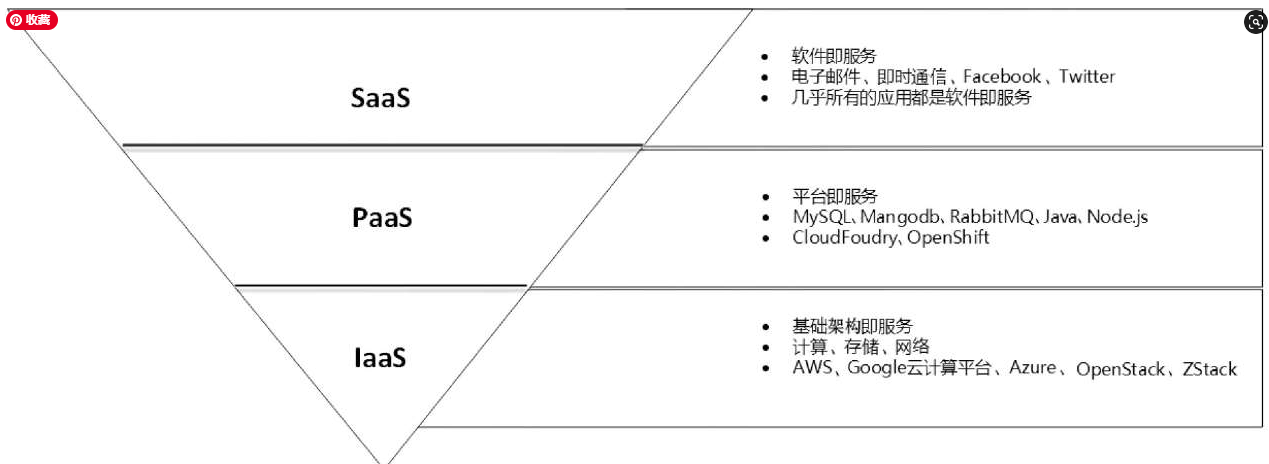 收藏
SaaS
• 软件即服务
• 电子邮件、即时通信、Facebook、Twitter
• 几乎所有的应用都是软件即服务
PaaS
• 平台即服务
• MySQL、Mangodb、RabbitMQ、Java、Node.js
• CloudFoudry、OpenShift
IaaS
• 基础架构即服务
• 计算、存储、网络
• AWS、Google云计算平台、Azure、OpenStack、ZStack